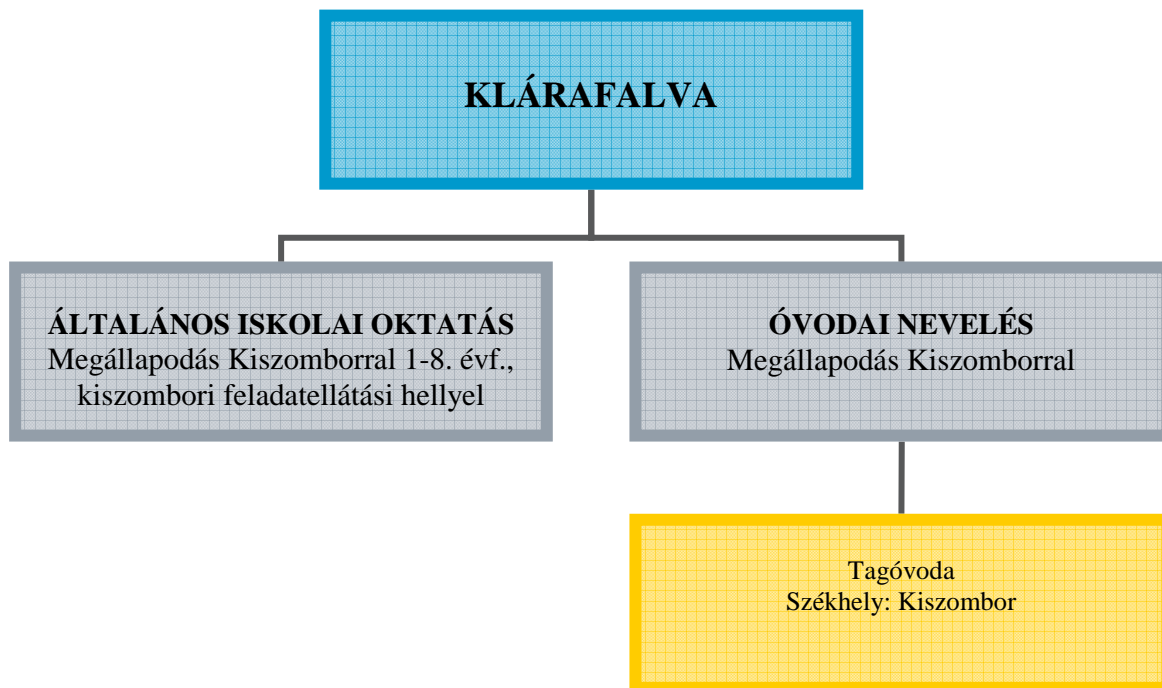 KLÁRAFALVA
ÁLTALÁNOS ISKOLAI OKTATÁS
Megállapodás Kiszomborral 1-8. évf.,
kiszombori feladatellátási hellyel
ÓVODAI NEVELÉS
Megállapodás Kiszomborral
Tagóvoda
Székhely: Kiszombor